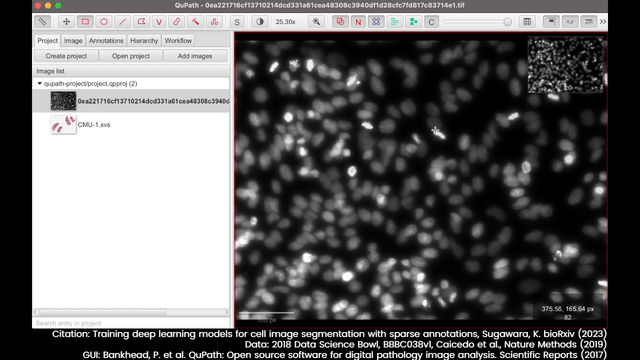 QuPath - 0ea221716cf13710214dcd331a61cea48308c3940df1d28cfc7fd817c83714e1.tif
S
25.30x
N
C
Project
Image
Annotations
Hierarchy
Workflow
Create project
Open project
Add images
Image list
qupath-project/project.qpproj (2)
0ea221716cf13710214dcd331a61cea48308c3940d
CMU-1.svs
375.56, 165.64 px
82
Search entry in project
Citation: Training deep learning models for cell image segmentation with sparse annotations, Sugawara, K. bioRxiv (2023)
Data: 2018 Data Science Bowl, BBBC038v1, Caicedo et al., Nature Methods (2019)
GUI: Bankhead, P. et al. QuPath: Open source software for digital pathology image analysis. Scientific Reports (2017)